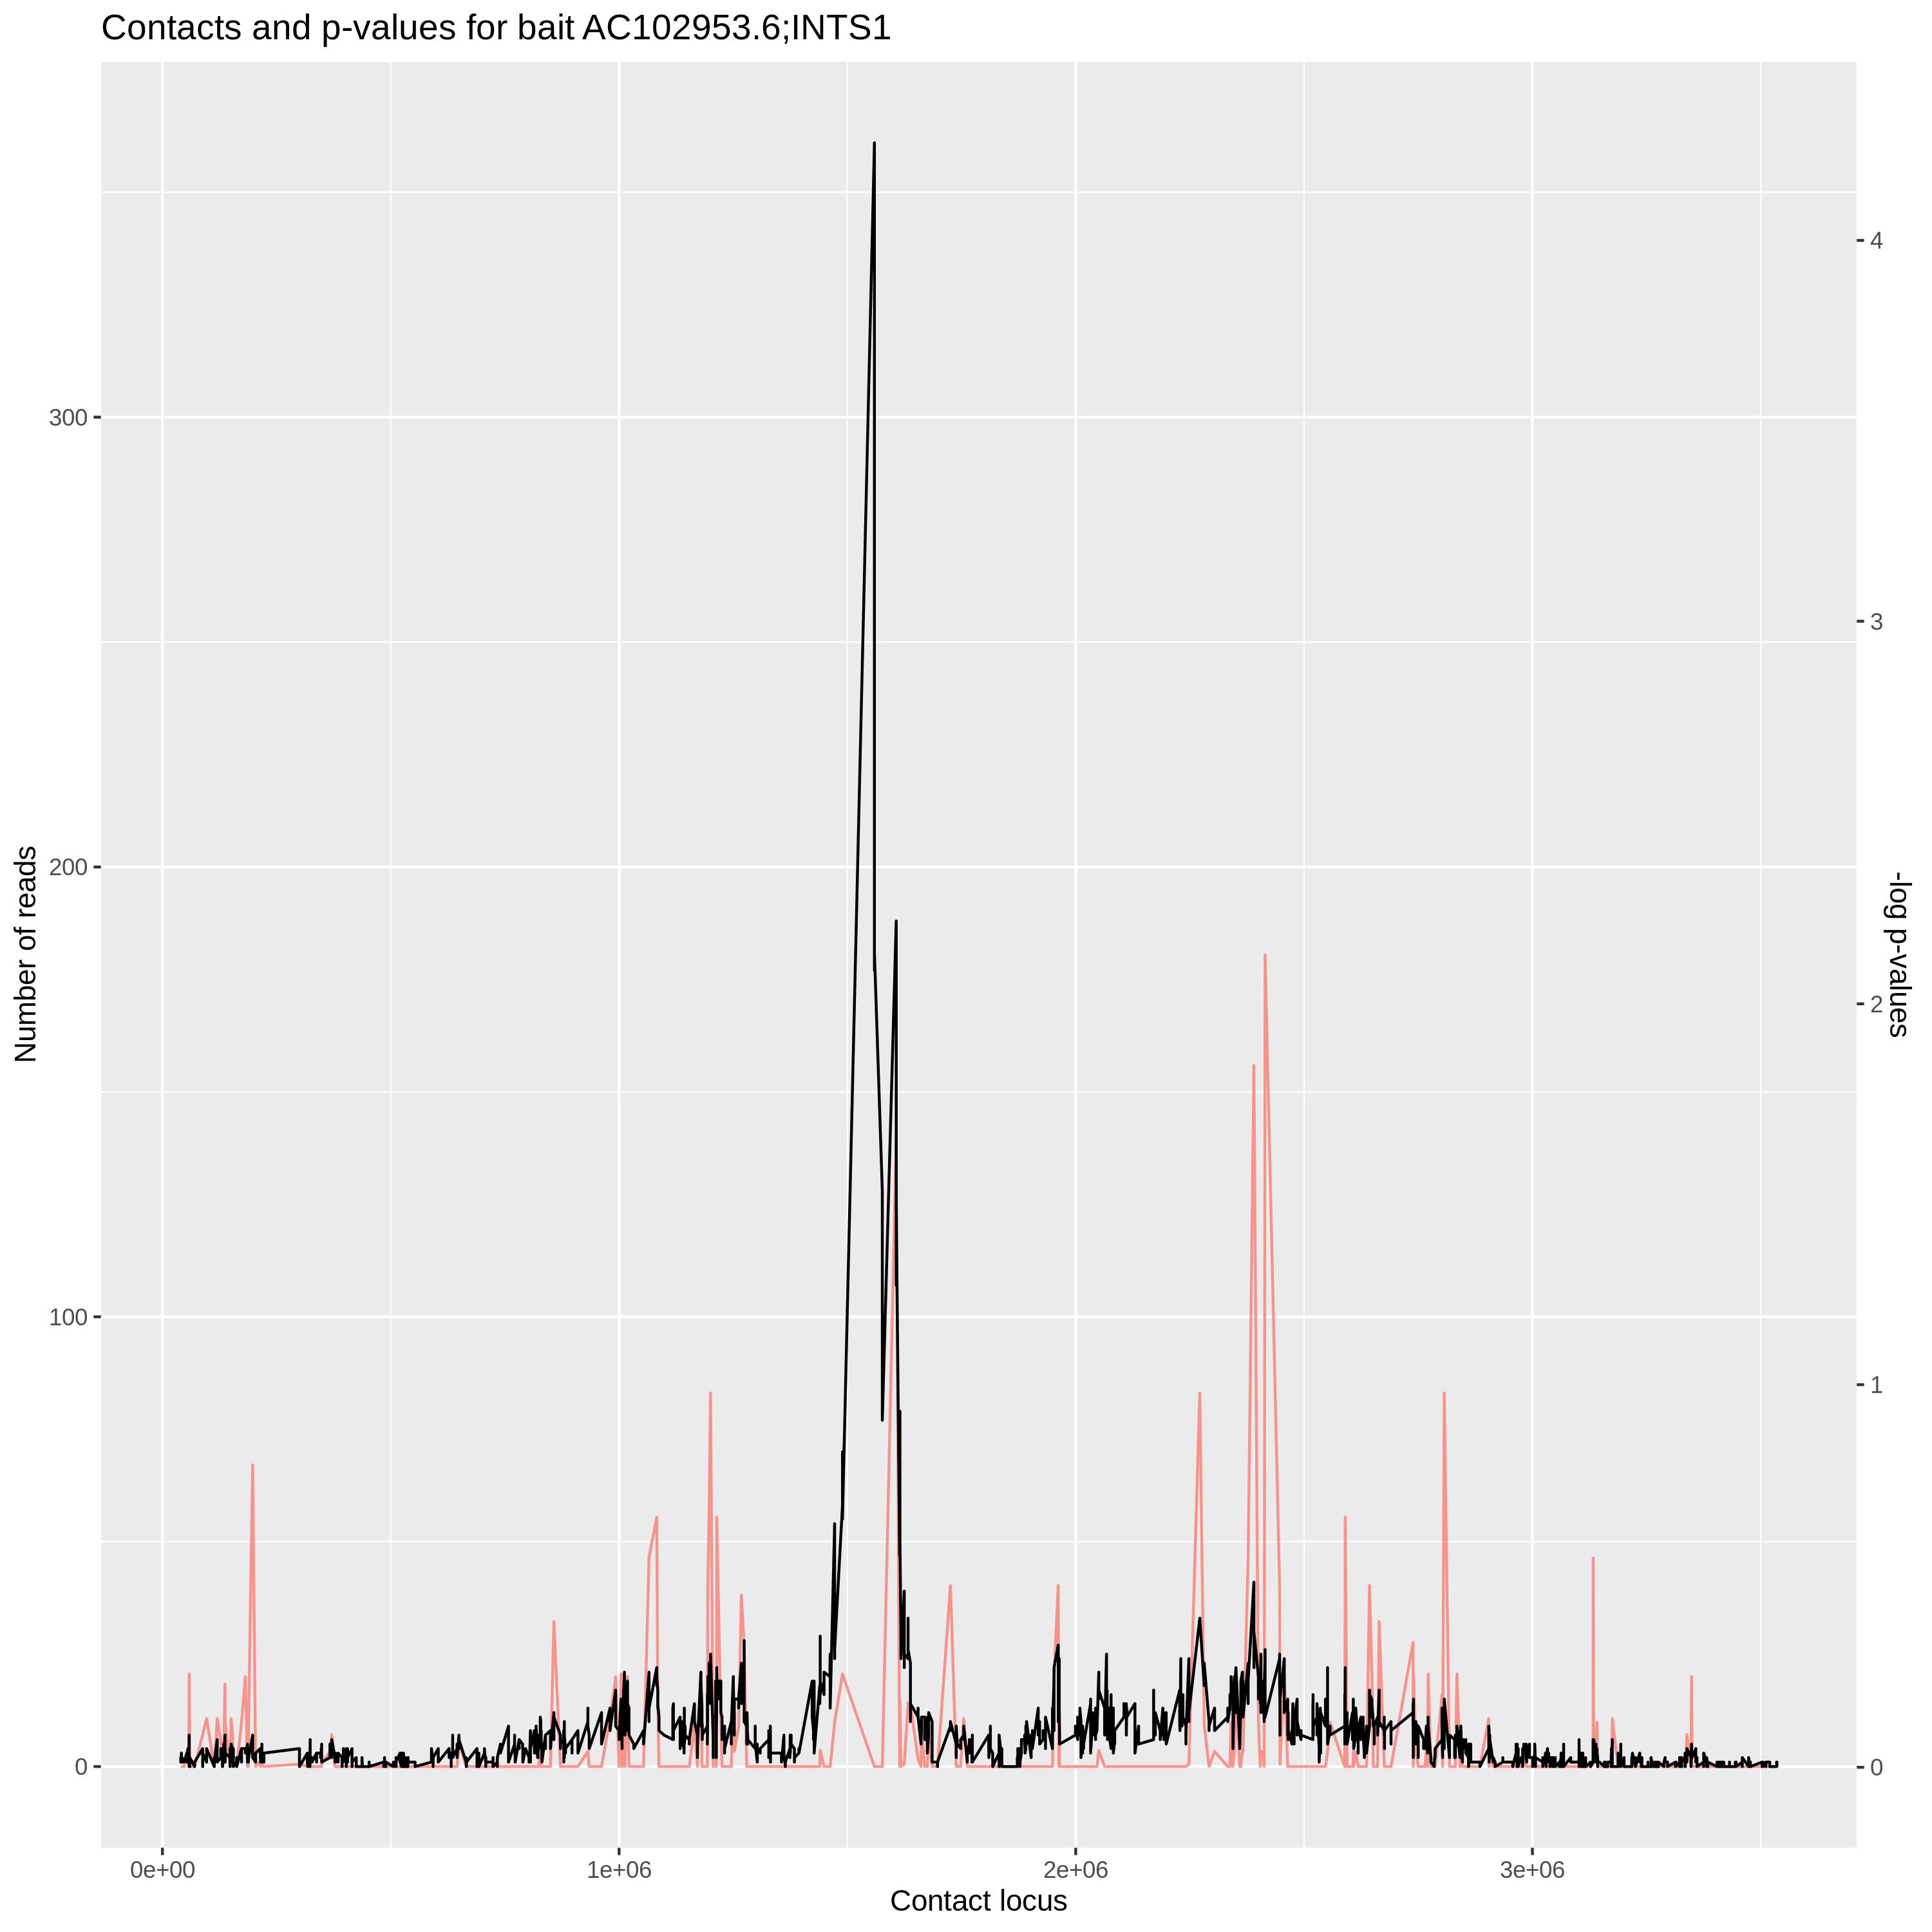 Contacts and p-values for bait AC102953.6;INTS1
300
200
100
0
Number of reads
4
3
2
1
0
-log p-values
0e+00
1e+06
2e+06
3e+06
Contact locus